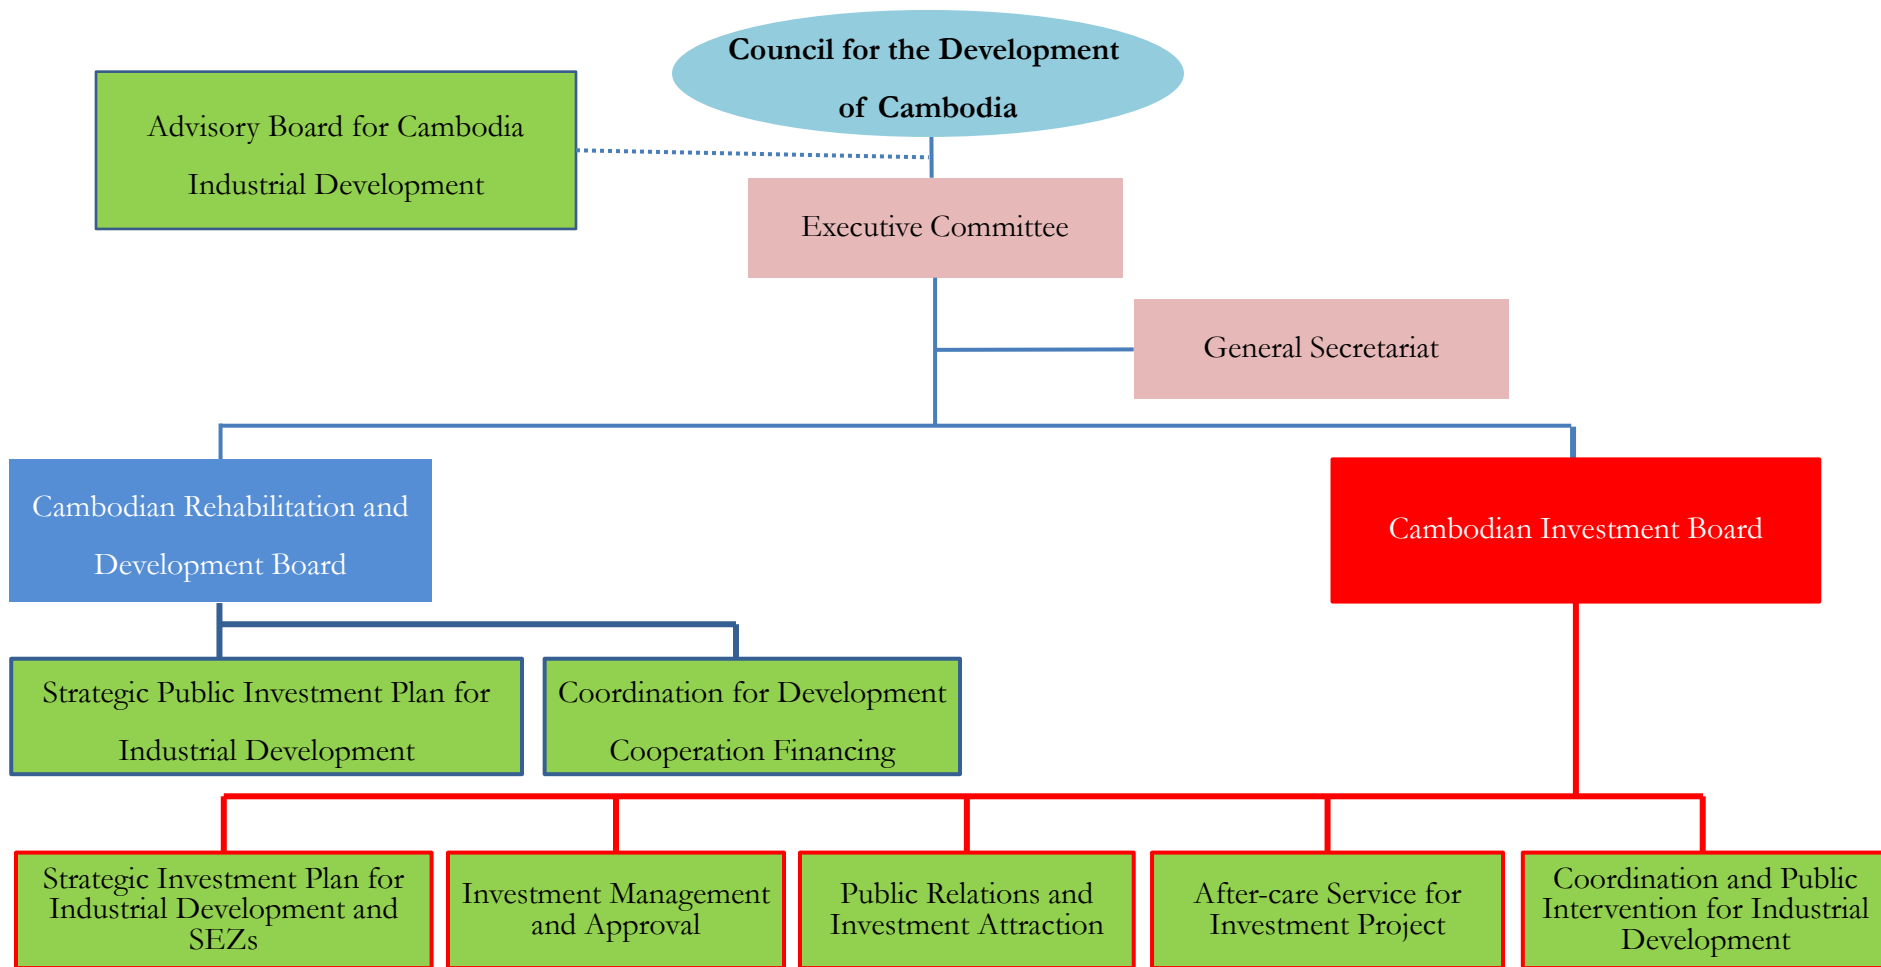 Council for the Development
of Cambodia
Advisory Board for Cambodia
Industrial Development
Executive Committee
General Secretariat
Cambodian Rehabilitation and
Development Board
Cambodian Investment Board
Strategic Public Investment Plan for
Industrial Development
Coordination for Development
Cooperation Financing
Strategic Investment Plan for
Industrial Development and
SEZs
Investment Management
and Approval
Public Relations and
Investment Attraction
After-care Service for
Investment Project
Coordination and Public
Intervention for Industrial
Development